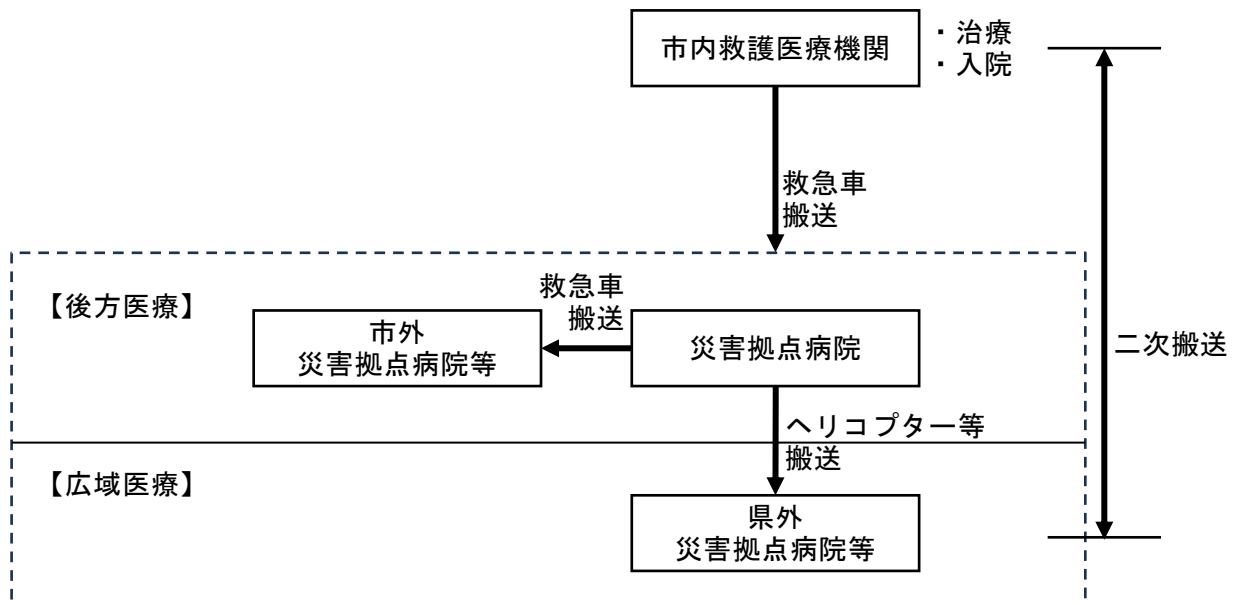 市内救護医療機関
・治療
・入院
救急車
搬送
【後方医療】
救急車
搬送
市外
災害拠点病院等
災害拠点病院
二次搬送
ヘリコプター等
搬送
【広域医療】
県外
災害拠点病院等